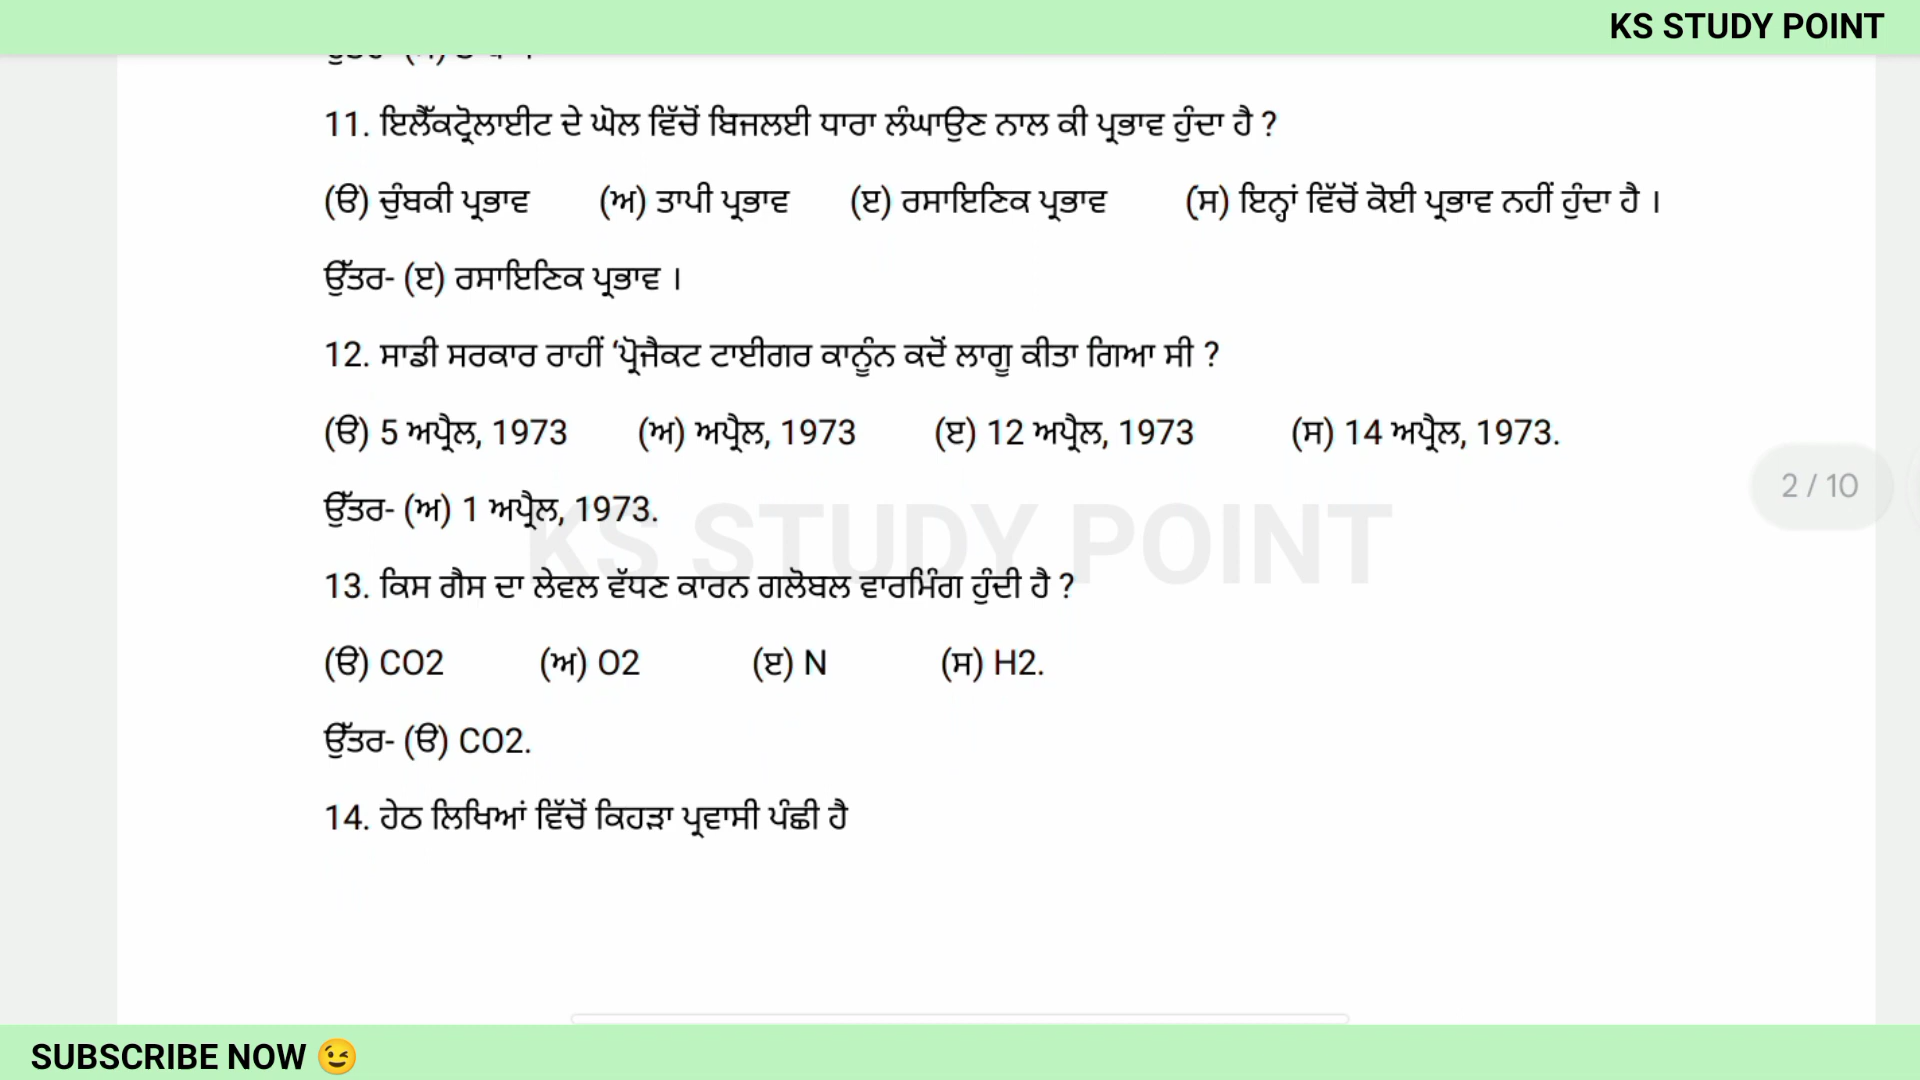 KS STUDY POINT
11. ਇਲੈੱਕਟ੍ਰੋਲਾਈਟ ਦੇ ਘੋਲ ਵਿੱਚੋਂ ਬਿਜਲਈ ਧਾਰਾ ਲੰਘਾਉਣ ਨਾਲ ਕੀ ਪ੍ਰਭਾਵ ਹੁੰਦਾ ਹੈ ?
(ੳ) ਚੁੰਬਕੀ ਪ੍ਰਭਾਵ (ਅ) ਤਾਪੀ ਪ੍ਰਭਾਵ (ੲ) ਰਸਾਇਣਿਕ ਪ੍ਰਭਾਵ (ਸ) ਇਨ੍ਹਾਂ ਵਿੱਚੋਂ ਕੋਈ ਪ੍ਰਭਾਵ ਨਹੀਂ ਹੁੰਦਾ ਹੈ ।
ਉੱਤਰ- (ੲ) ਰਸਾਇਣਿਕ ਪ੍ਰਭਾਵ ।
12. ਸਾਡੀ ਸਰਕਾਰ ਰਾਹੀਂ ‘ਪ੍ਰੋਜੈਕਟ ਟਾਈਗਰ ਕਾਨੂੰਨ ਕਦੋਂ ਲਾਗੂ ਕੀਤਾ ਗਿਆ ਸੀ ?
(ੳ) 5 ਅਪ੍ਰੈਲ, 1973 (ਅ) ਅਪ੍ਰੈਲ, 1973 (ੲ) 12 ਅਪ੍ਰੈਲ, 1973 (ਸ) 14 ਅਪ੍ਰੈਲ, 1973.
2 / 10
ਉੱਤਰ- (ਅ) 1 ਅਪ੍ਰੈਲ, 1973.
KS STUDY POINT
13. ਕਿਸ ਗੈਸ ਦਾ ਲੇਵਲ ਵੱਧਣ ਕਾਰਨ ਗਲੋਬਲ ਵਾਰਮਿੰਗ ਹੁੰਦੀ ਹੈ ?
(ੳ) CO2 (ਅ) O2 (ੲ) N (ਸ) H2.
ਉੱਤਰ- (ੳ) CO2.
14. ਹੇਠ ਲਿਖਿਆਂ ਵਿੱਚੋਂ ਕਿਹੜਾ ਪ੍ਰਵਾਸੀ ਪੰਛੀ ਹੈ
SUBSCRIBE NOW 😉